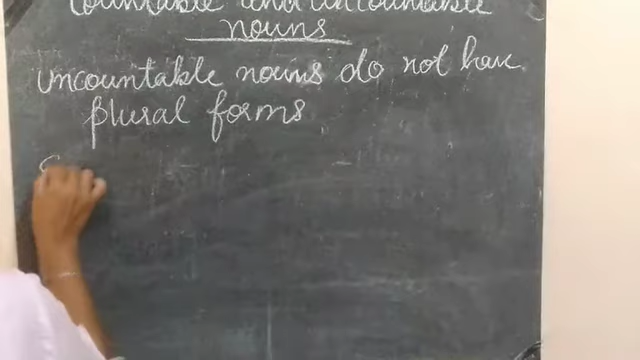 Countable and uncountable
nouns
uncountable nouns do not have
plural forms